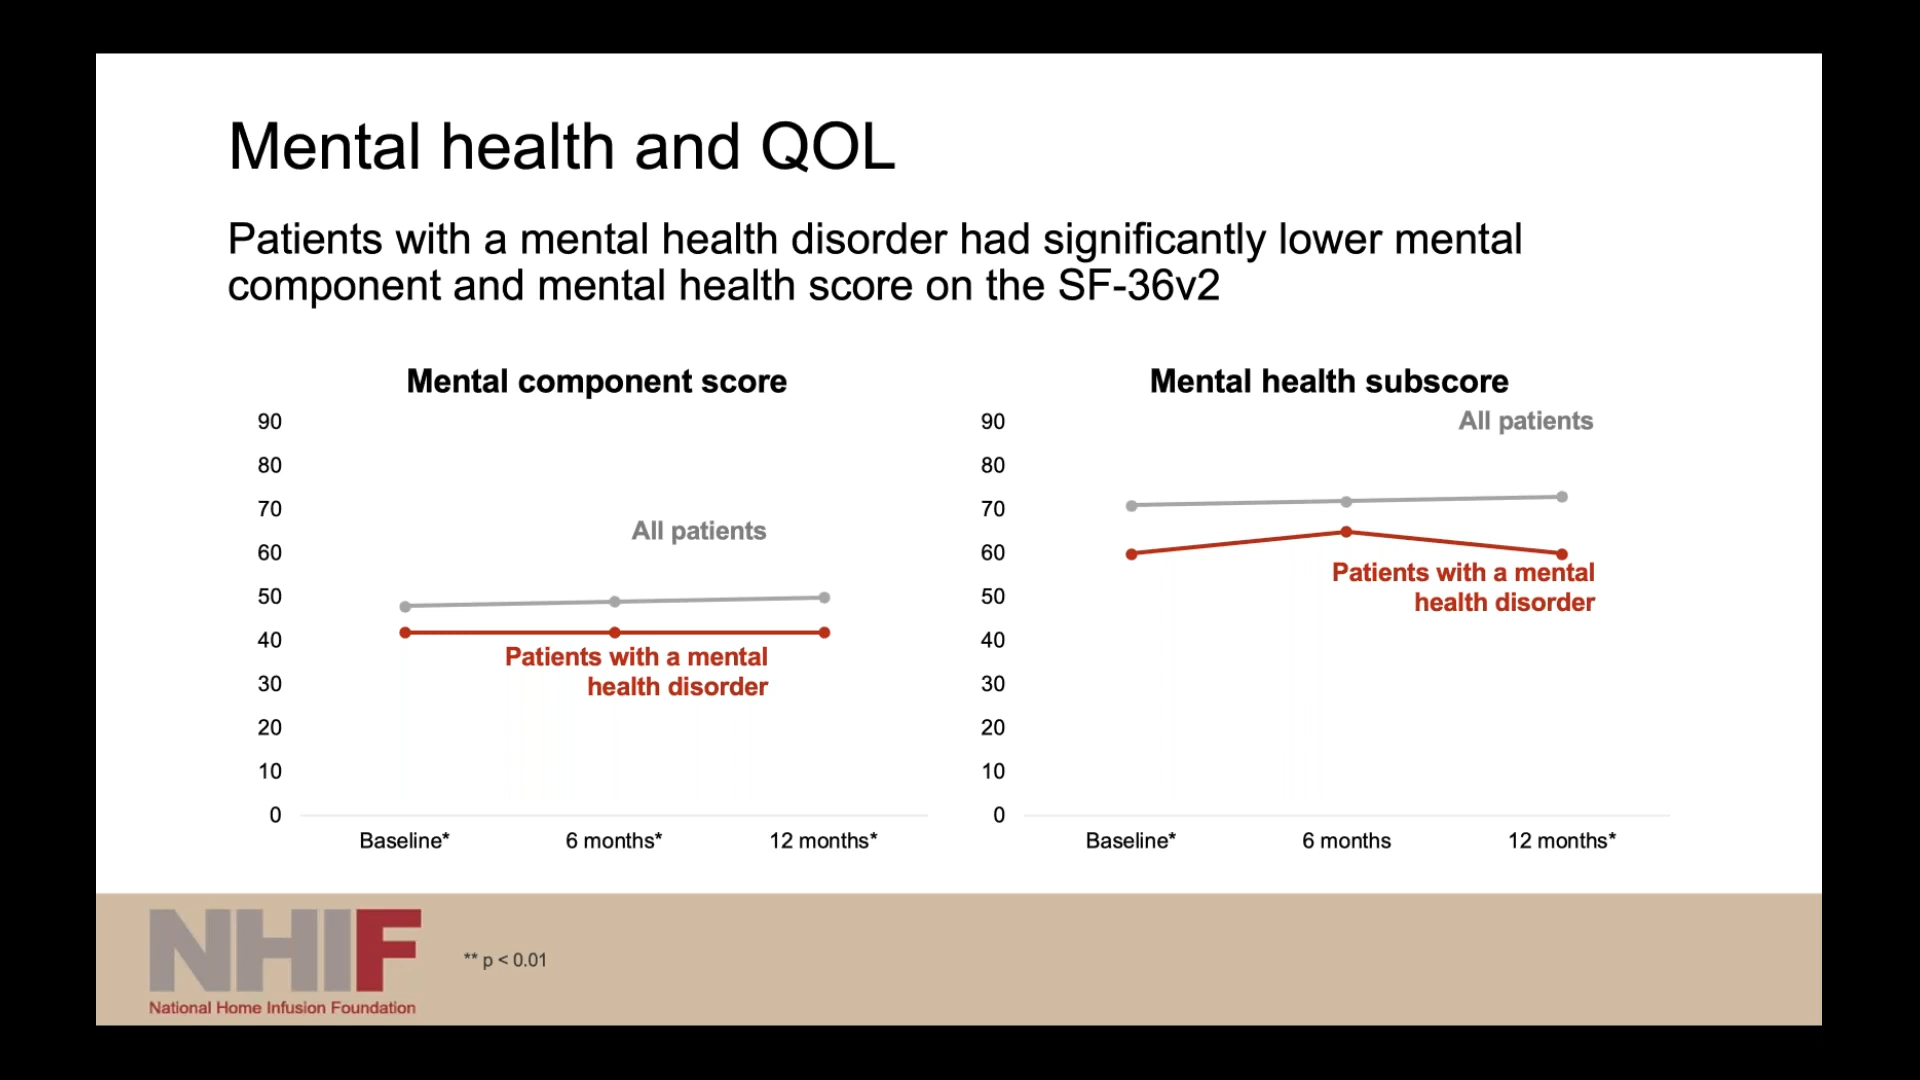 Mental health and QOL
Patients with a mental health disorder had significantly lower mental
component and mental health score on the SF-36v2
Mental component score
90
80
70
60
50
40
30
20
10
0
All patients
Patients with a mental
health disorder
Baseline*
6 months*
12 months*
Mental health subscore
90
80
70
60
50
40
30
20
10
0
All patients
Patients with a mental
health disorder
Baseline*
6 months
12 months*
NHIF
National Home Infusion Foundation
** p < 0.01